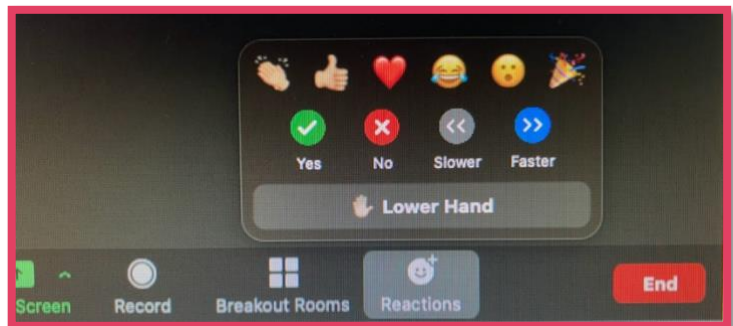 Yes No Slower Faster
Lower Hand
Screen Record Breakout Rooms Reactions End